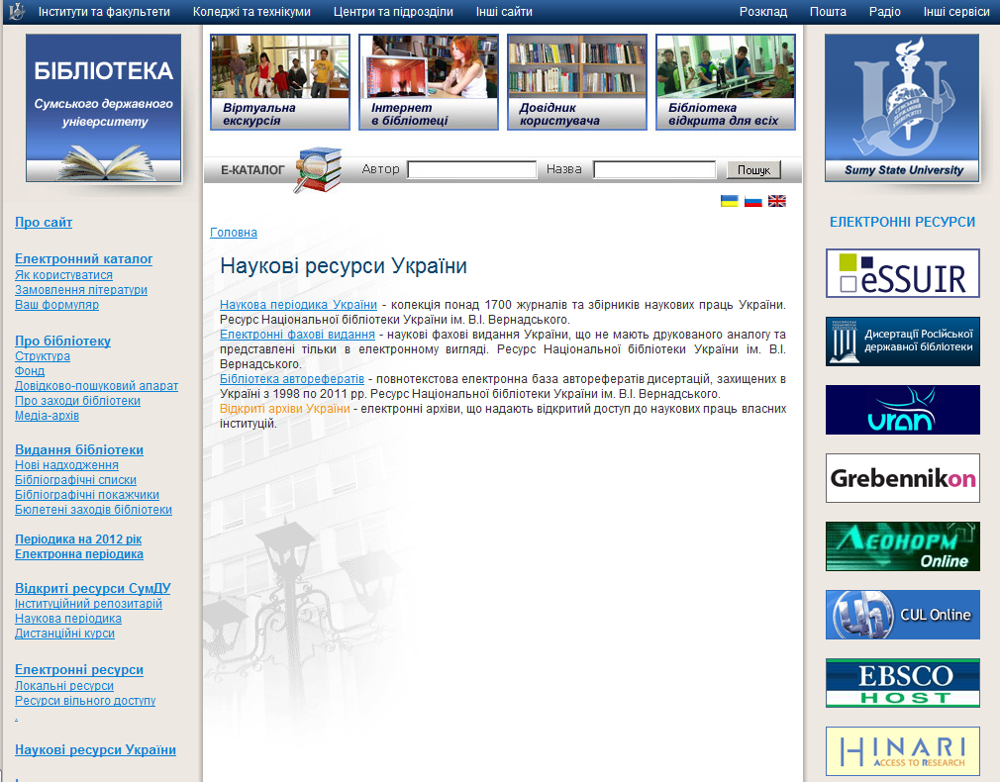 Інститути та факультети Коледжі та технікуми Центри та підрозділи Інші сайти Розклад Пошта Радіо Інші сервіси
БІБЛІОТЕКА
Сумського державного
університету
Віртуальна
екскурсія
Інтернет
в бібліотеці
Довідник
користувача
Бібліотека
відкрита для всіх
Е-КАТАЛОГ Автор Назва Пошук
Sumy State University
Про сайт
Електронний каталог
Як користуватися
Замовлення літератури
Ваш формуляр
Про бібліотеку
Структура
Фонд
Довідково-пошуковий апарат
Про заходи бібліотеки
Медіа-архів
Видання бібліотеки
Нові надходження
Бібліографічні списки
Бібліографічні покажчики
Бюлетені заходів бібліотеки
Періодика на 2012 рік
Електронна періодика
Відкриті ресурси СумДУ
Інституційний репозитарій
Наукова періодика
Дистанційні курси
Електронні ресурси
Локальні ресурси
Ресурси вільного доступу
.
Наукові ресурси України
Головна
Наукові ресурси України
Наукова періодика України - колекція понад 1700 журналів та збірників наукових праць України.
Ресурс Національної бібліотеки України ім. В.І. Вернадського.
Електронні фахові видання - наукові фахові видання України, що не мають друкованого аналогу та
представлені тільки в електронному вигляді. Ресурс Національної бібліотеки України ім. В.І.
Вернадського.
Бібліотека авторефератів - повнотекстова електронна база авторефератів дисертацій, захищених в
Україні з 1998 по 2011 рр. Ресурс Національної бібліотеки України ім. В.І. Вернадського.
Відкриті архіви України - електронні архіви, що надають відкритий доступ до наукових праць власних
інституцій.
ЕЛЕКТРОННІ РЕСУРСИ
eSSUIR
Дисертації Російської
державної бібліотеки
uran
Grebennikon
Леонорм
Online
CUL Online
EBSCO
HOST
HINARI
ACCESS TO RESEARCH